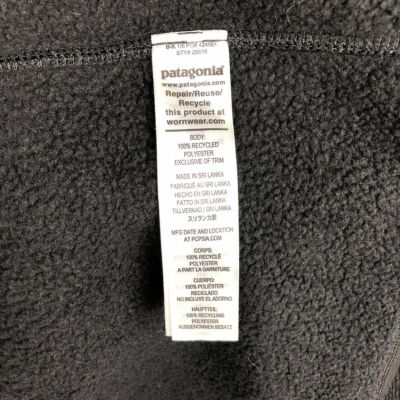 STY# 25618
patagonia®
www.patagonia.com
Repair/Reuse/
Recycle
this product at
wornwear.com
BODY:
100% RECYCLED
POLYESTER
EXCLUSIVE OF TRIM
MADE IN SRI LANKA
FABRIQUÉ AU SRI LANKA
HECHO EN SRI LANKA
FATTO IN SRI LANKA
TILLVERKAD I SRI LANKA
スリランカ製
MFG DATE AND LOCATION
AT PCPSIA.COM
CORPS:
100% RECYCLÉ
POLYESTER
À PART LA GARNITURE
CUERPO:
100% POLIÉSTER
RECICLADO
NO INCLUYE EL ADORNO
HAUPTTEIL:
100% RECYCLING
POLYESTER
AUSGENOMMEN BESATZ